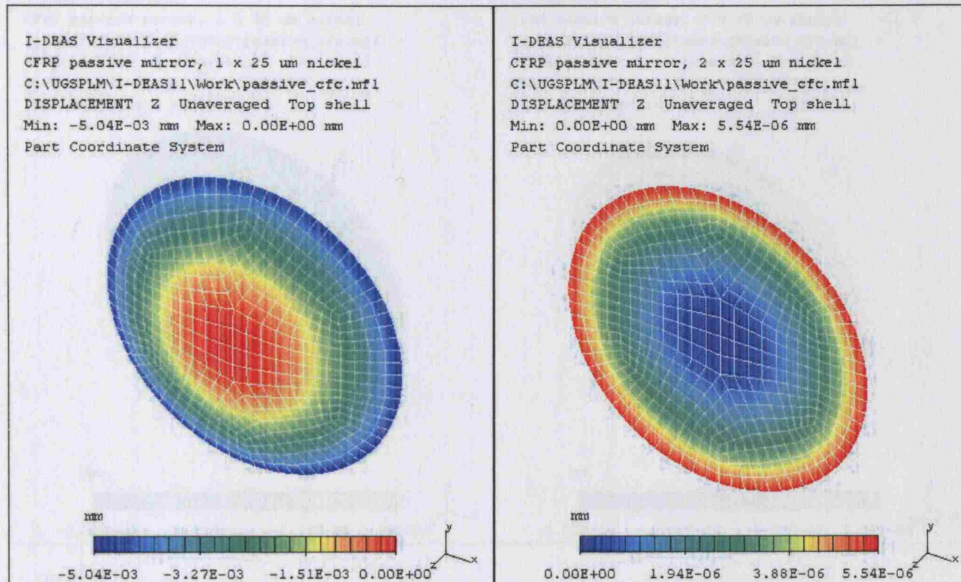 I-DEAS Visualizer
CFRP passive mirror, 1 x 25 um nickel
C:\UGSPLM\I-DEAS11\Work\passive_cfc.mf1
DISPLACEMENT Z Unaveraged Top shell
Min: -5.04E-03 mm Max: 0.00E+00 mm
Part Coordinate System
mm
-5.04E-03 -3.27E-03 -1.51E-03 0.00E+00
y
z x
I-DEAS Visualizer
CFRP passive mirror, 2 x 25 um nickel
C:\UGSPLM\I-DEAS11\Work\passive_cfc.mf1
DISPLACEMENT Z Unaveraged Top shell
Min: 0.00E+00 mm Max: 5.54E-06 mm
Part Coordinate System
mm
0.00E+00 1.94E-06 3.88E-06 5.54E-06
y
z x